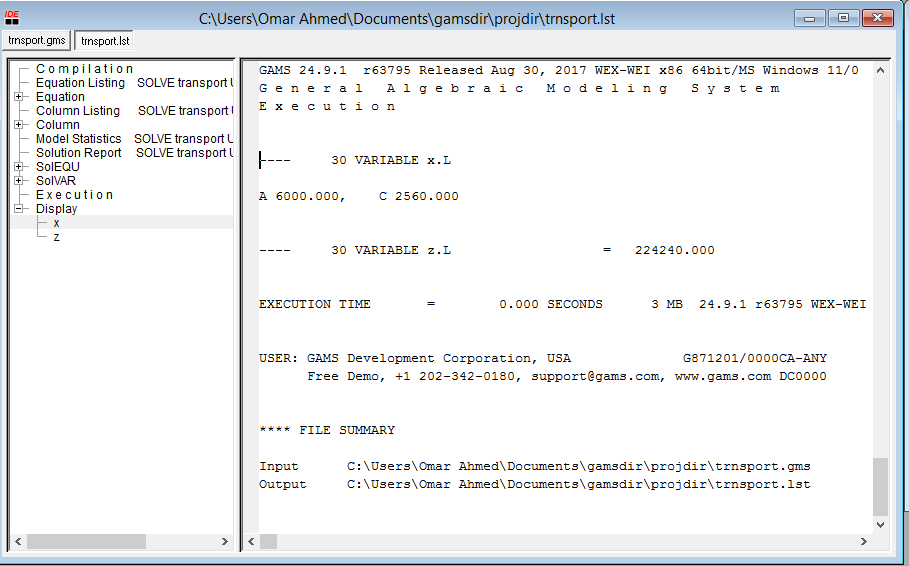 IDE
C:\Users\Omar Ahmed\Documents\gamsdir\projdir\trnsport.lst
trnsport.gms
trnsport.lst
C o m p i l a t i o n
Equation Listing SOLVE transport U
Equation
Column Listing SOLVE transport U
Column
Model Statistics SOLVE transport U
Solution Report SOLVE transport U
SolEQU
SolVAR
E x e c u t i o n
Display
x
z
GAMS 24.9.1 r63795 Released Aug 30, 2017 WEX-WEI x86 64bit/MS Windows 11/0
G e n e r a l A l g e b r a i c M o d e l i n g S y s t e m
E x e c u t i o n
---- 30 VARIABLE x.L
A 6000.000, C 2560.000
---- 30 VARIABLE z.L = 224240.000
EXECUTION TIME = 0.000 SECONDS 3 MB 24.9.1 r63795 WEX-WEI
USER: GAMS Development Corporation, USA G871201/0000CA-ANY
Free Demo, +1 202-342-0180, support@gams.com, www.gams.com DC0000
**** FILE SUMMARY
Input C:\Users\Omar Ahmed\Documents\gamsdir\projdir\trnsport.gms
Output C:\Users\Omar Ahmed\Documents\gamsdir\projdir\trnsport.lst